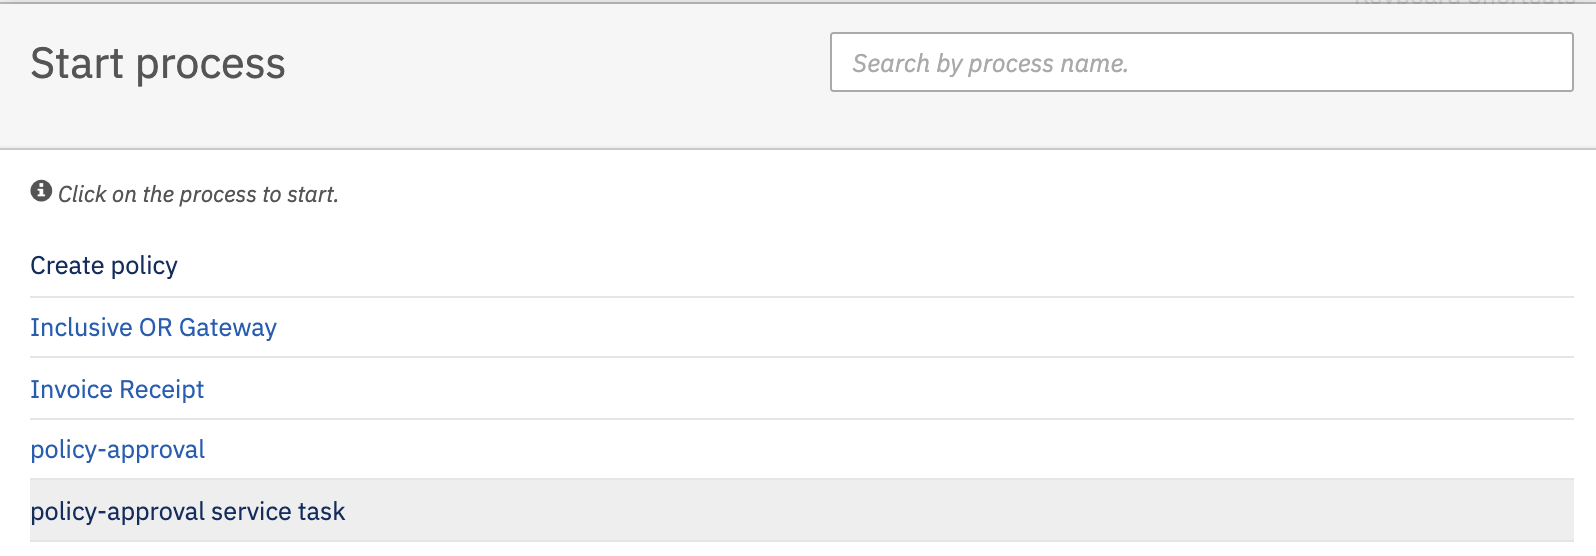 Start process
Search by process name.
Click on the process to start.
Create policy
Inclusive OR Gateway
Invoice Receipt
policy-approval
policy-approval service task